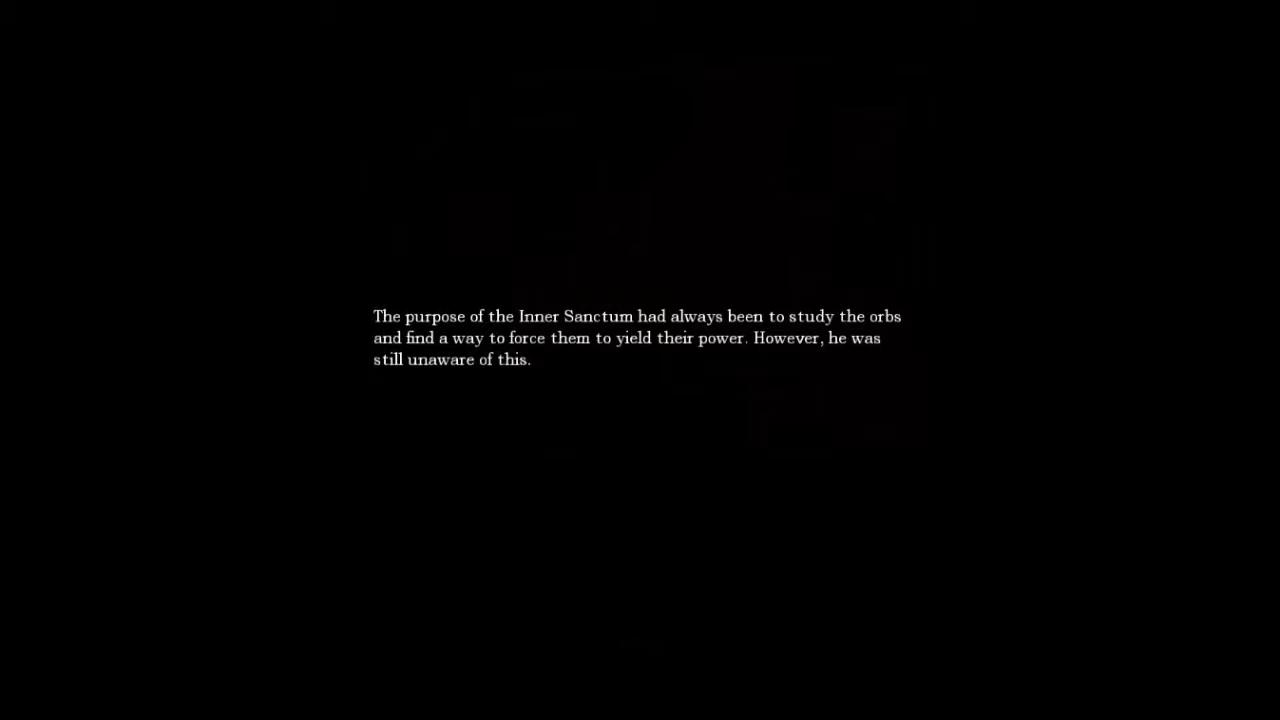 The purpose of the Inner Sanctum had always been to study the orbs
and find a way to force them to yield their power. However, he was
still unaware of this.